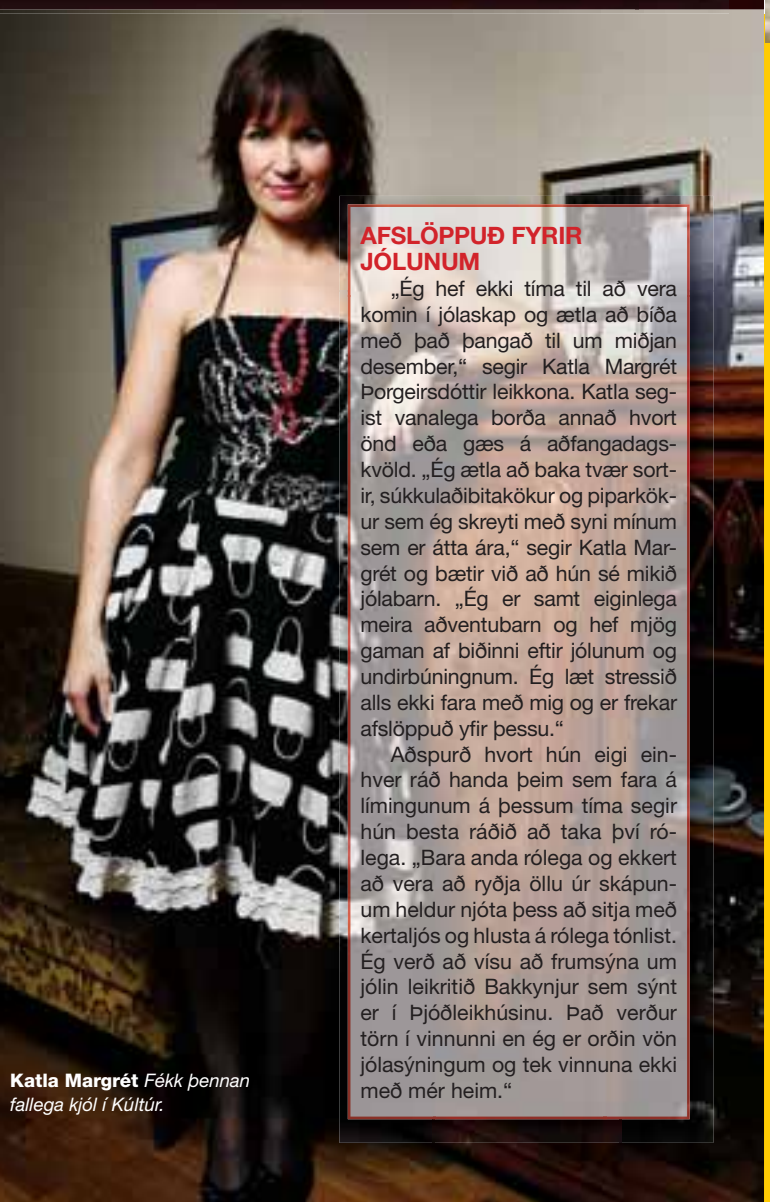 AFSLÖPPUÐ FYRIR
JÓLUNUM
„Ég hef ekki tíma til að vera
komin í jólaskap og ætla að bíða
með það þangað til um miðjan
desember,“ segir Katla Margrét
Þorgeirsdóttir leikkona. Katla seg-
ist vanalega borða annað hvort
önd eða gæs á aðfangadags-
kvöld. „Ég ætla að baka tvær sort-
ir, súkkulaðibitakökur og piparkök-
ur sem ég skreyti með syni mínum
sem er átta ára,“ segir Katla Mar-
grét og bætir við að hún sé mikið
jólabarn. „Ég er samt eiginlega
meira aðventubarn og hef mjög
gaman af biðinni eftir jólunum og
undirbúningnum. Ég læt stressið
alls ekki fara með mig og er frekar
afslöppuð yfir þessu.“
Aðspurð hvort hún eigi ein-
hver ráð handa þeim sem fara á
límingunum á þessum tíma segir
hún besta ráðið að taka því ró-
lega. „Bara anda rólega og ekkert
að vera að ryðja öllu úr skápun-
um heldur njóta þess að sitja með
kertaljós og hlusta á rólega tónlist.
Ég verð að vísu að frumsýna um
jólin leikritið Bakkynjur sem sýnt
er í Þjóðleikhúsinu. Það verður
törn í vinnunni en ég er orðin vön
jólasýningum og tek vinnuna ekki
með mér heim.“
Katla Margrét Fékk þennan
fallega kjól í Kúltúr.